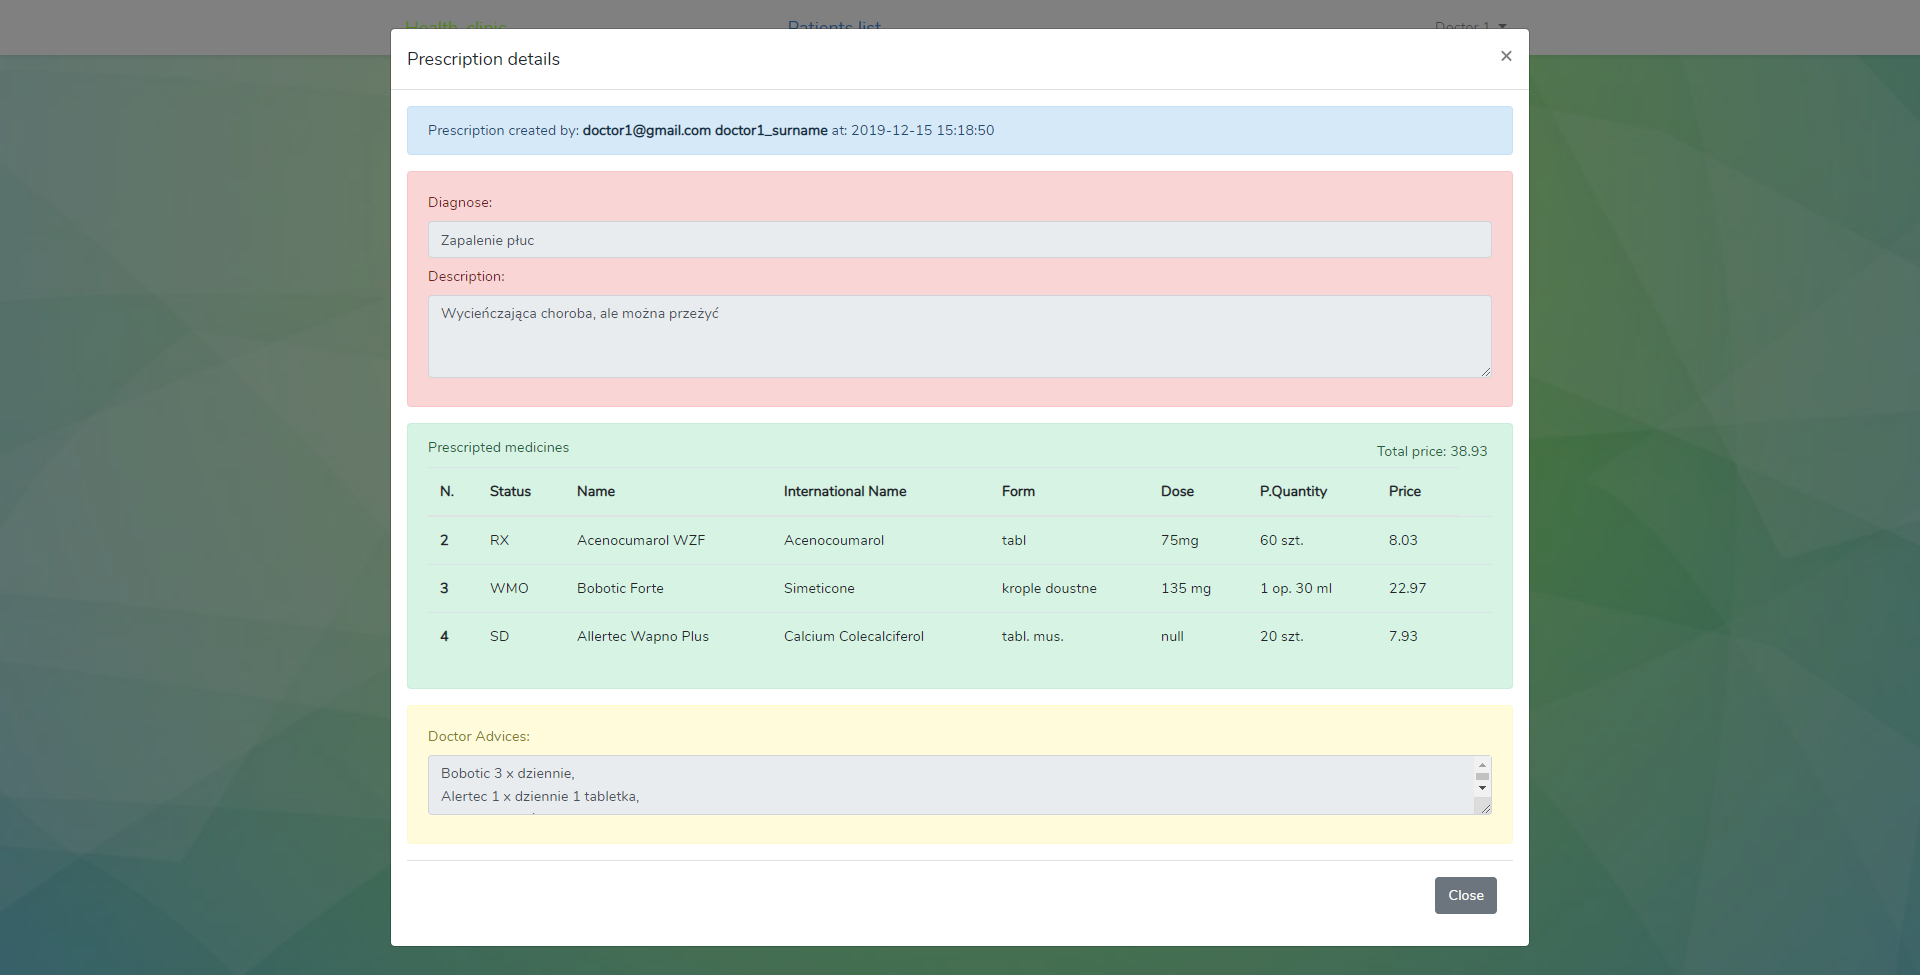 Health clinic
Patients list
Doctor 1
Prescription details
×
Prescription created by: doctor1@gmail.com doctor1_surname at: 2019-12-15 15:18:50
Diagnose:
Zapalenie płuc
Description:
Wycieńczająca choroba, ale można przeżyć
Prescripted medicines
Total price: 38.93
N. Status Name International Name Form Dose P.Quantity Price
2 RX Acenocumarol WZF Acenocoumarol tabl 75mg 60 szt. 8.03
3 WMO Bobotic Forte Simeticone krople doustne 135 mg 1 op. 30 ml 22.97
4 SD Allertec Wapno Plus Calcium Colecalciferol tabl. mus. null 20 szt. 7.93
Doctor Advices:
Bobotic 3 x dziennie,
Alertec 1 x dziennie 1 tabletka,
Close